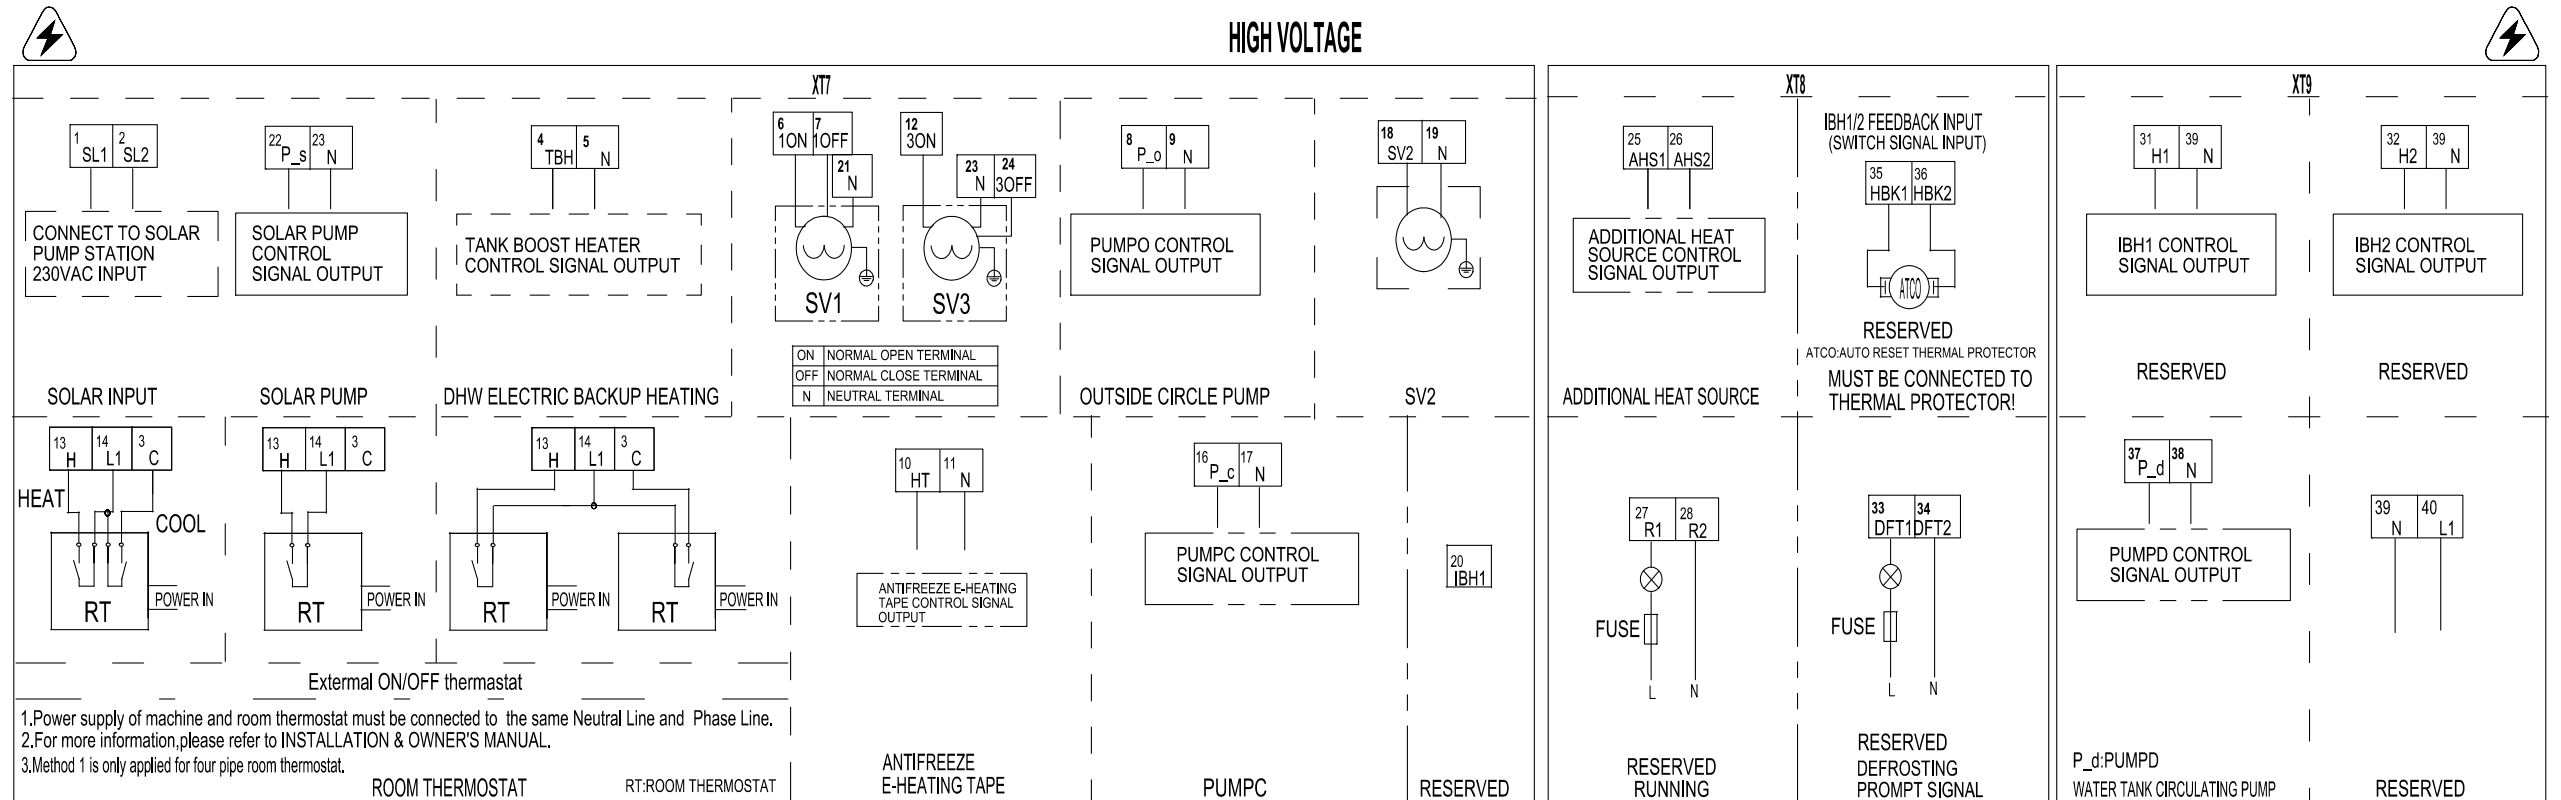 HIGH VOLTAGE
XT7
1 SL1 2 SL2
CONNECT TO SOLAR
PUMP STATION
230VAC INPUT
SOLAR INPUT
22 P_s 23 N
SOLAR PUMP
CONTROL
SIGNAL OUTPUT
SOLAR PUMP
4 TBH 5 N
TANK BOOST HEATER
CONTROL SIGNAL OUTPUT
DHW ELECTRIC BACKUP HEATING
6 1ON 7 1OFF
21 N
SV1
12 3ON
23 N 24 3OFF
SV3
ON NORMAL OPEN TERMINAL
OFF NORMAL CLOSE TERMINAL
N NEUTRAL TERMINAL
8 P_o 9 N
PUMPO CONTROL
SIGNAL OUTPUT
OUTSIDE CIRCLE PUMP
18 SV2 19 N
SV2
13 H 14 L1 3 C
HEAT
COOL
RT
POWER IN
13 H 14 L1 3 C
RT
POWER IN
13 H 14 L1 3 C
RT
POWER IN
RT
POWER IN
Extermal ON/OFF thermastat
1.Power supply of machine and room thermostat must be connected to the same Neutral Line and Phase Line.
2.For more information,please refer to INSTALLATION & OWNER'S MANUAL.
3.Method 1 is only applied for four pipe room thermostat.
ROOM THERMOSTAT
RT:ROOM THERMOSTAT
10 HT 11 N
ANTIFREEZE E-HEATING
TAPE CONTROL SIGNAL
OUTPUT
ANTIFREEZE
E-HEATING TAPE
16 P_c 17 N
PUMPC CONTROL
SIGNAL OUTPUT
PUMPC
20 IBH1
RESERVED
XT8
25 AHS1 26 AHS2
ADDITIONAL HEAT
SOURCE CONTROL
SIGNAL OUTPUT
ADDITIONAL HEAT SOURCE
IBH1/2 FEEDBACK INPUT
(SWITCH SIGNAL INPUT)
35 HBK1 36 HBK2
ATCO
RESERVED
ATCO:AUTO RESET THERMAL PROTECTOR
MUST BE CONNECTED TO
THERMAL PROTECTOR!
27 R1 28 R2
FUSE
L N
RESERVED
RUNNING
33 DFT1 34 DFT2
FUSE
L N
RESERVED
DEFROSTING
PROMPT SIGNAL
XT9
31 H1 39 N
IBH1 CONTROL
SIGNAL OUTPUT
RESERVED
32 H2 39 N
IBH2 CONTROL
SIGNAL OUTPUT
RESERVED
37 P_d 38 N
PUMPD CONTROL
SIGNAL OUTPUT
P_d:PUMPD
WATER TANK CIRCULATING PUMP
39 N 40 L1
RESERVED